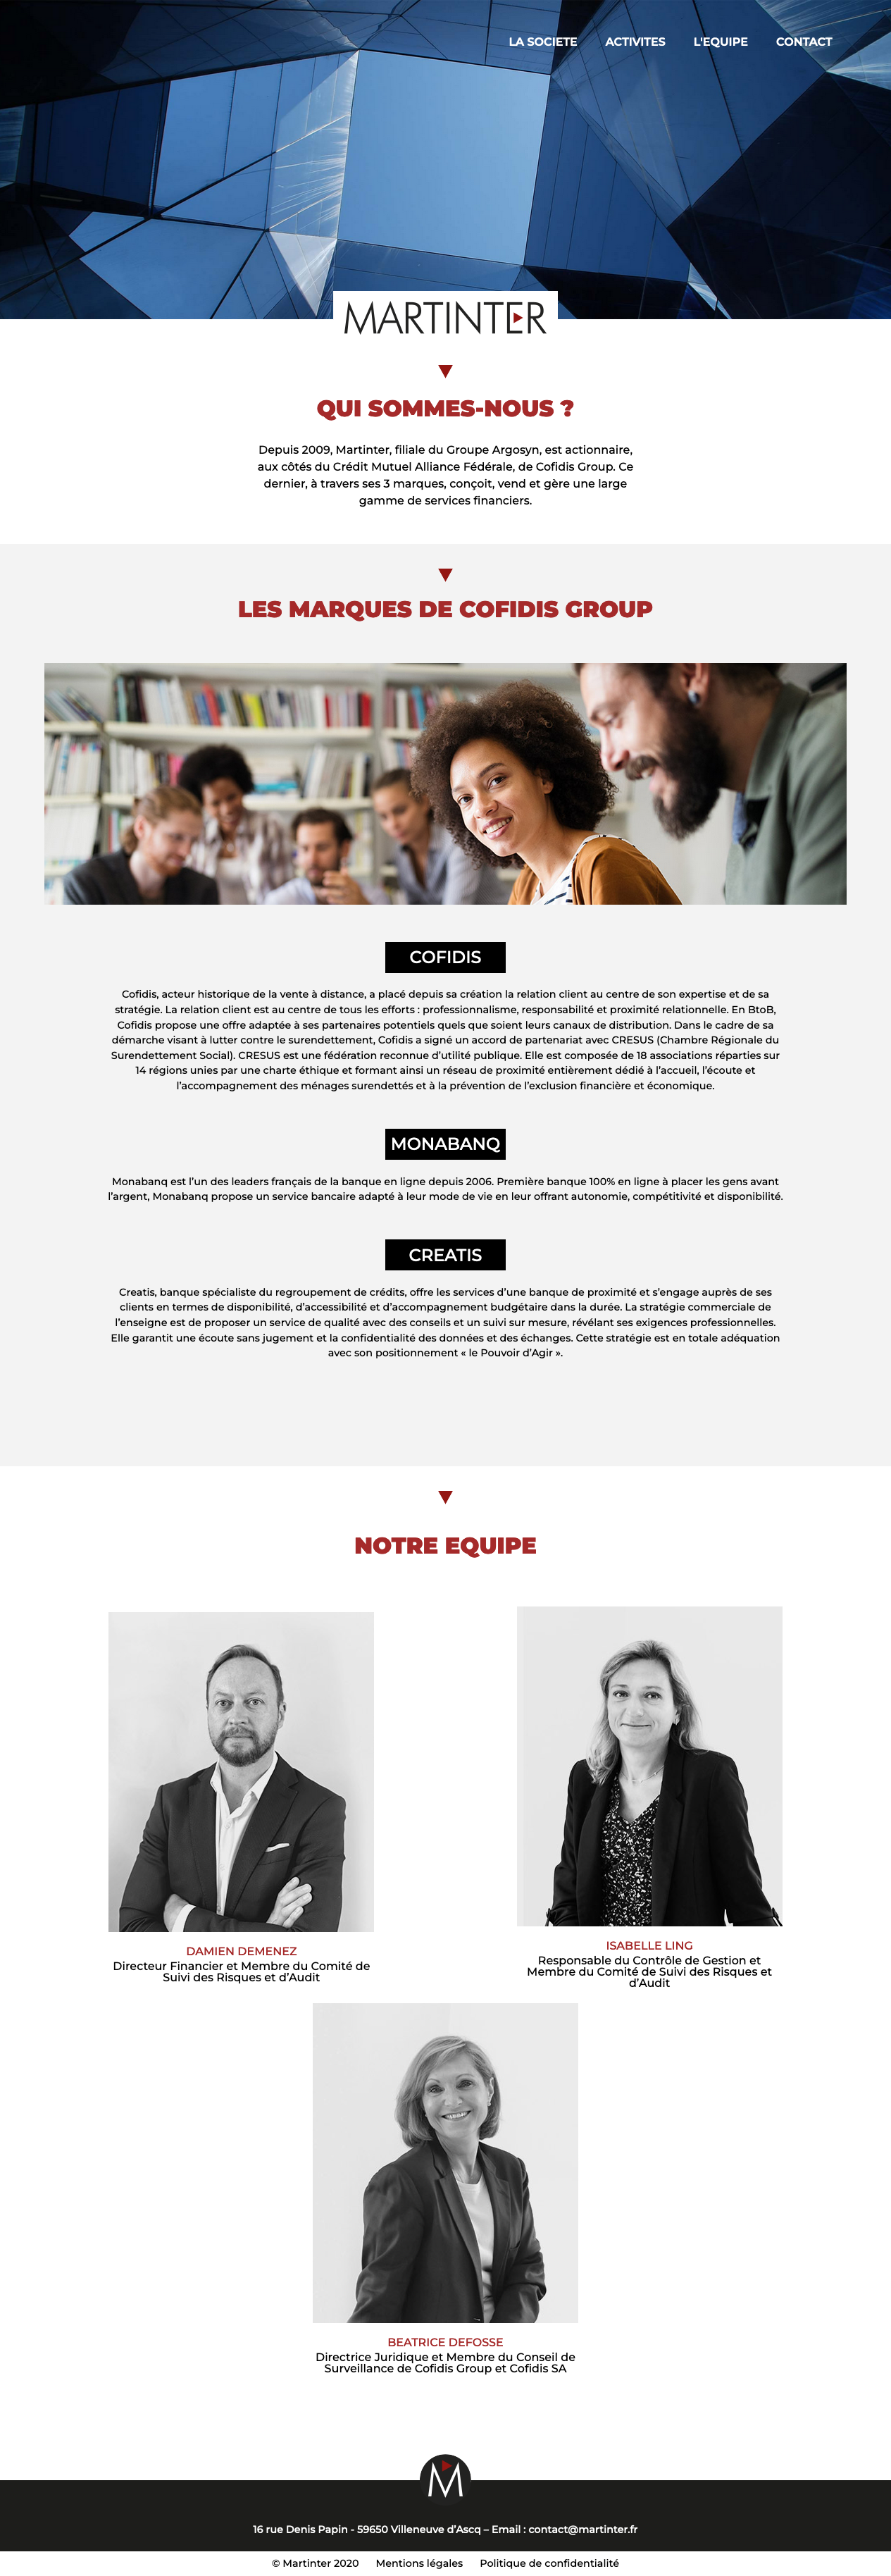 LA SOCIETE ACTIVITES L'EQUIPE CONTACT
MARTINTER
QUI SOMMES-NOUS ?
Depuis 2009, Martinter, filiale du Groupe Argosyn, est actionnaire,
aux côtés du Crédit Mutuel Alliance Fédérale, de Cofidis Group. Ce
dernier, à travers ses 3 marques, conçoit, vend et gère une large
gamme de services financiers.
LES MARQUES DE COFIDIS GROUP
COFIDIS
Cofidis, acteur historique de la vente à distance, a placé depuis sa création la relation client au centre de son expertise et de sa
stratégie. La relation client est au centre de tous les efforts : professionnalisme, responsabilité et proximité relationnelle. En BtoB,
Cofidis propose une offre adaptée à ses partenaires potentiels quels que soient leurs canaux de distribution. Dans le cadre de sa
démarche visant à lutter contre le surendettement, Cofidis a signé un accord de partenariat avec CRESUS (Chambre Régionale du
Surendettement Social). CRESUS est une fédération reconnue d’utilité publique. Elle est composée de 18 associations réparties sur
14 régions unies par une charte éthique et formant ainsi un réseau de proximité entièrement dédié à l’accueil, l’écoute et
l’accompagnement des ménages surendettés et à la prévention de l’exclusion financière et économique.
MONABANQ
Monabanq est l’un des leaders français de la banque en ligne depuis 2006. Première banque 100% en ligne à placer les gens avant
l’argent, Monabanq propose un service bancaire adapté à leur mode de vie en leur offrant autonomie, compétitivité et disponibilité.
CREATIS
Creatis, banque spécialiste du regroupement de crédits, offre les services d’une banque de proximité et s’engage auprès de ses
clients en termes de disponibilité, d’accessibilité et d’accompagnement budgétaire dans la durée. La stratégie commerciale de
l’enseigne est de proposer un service de qualité avec des conseils et un suivi sur mesure, révélant ses exigences professionnelles.
Elle garantit une écoute sans jugement et la confidentialité des données et des échanges. Cette stratégie est en totale adéquation
avec son positionnement « le Pouvoir d’Agir ».
NOTRE EQUIPE
DAMIEN DEMENEZ
Directeur Financier et Membre du Comité de
Suivi des Risques et d’Audit
ISABELLE LING
Responsable du Contrôle de Gestion et
Membre du Comité de Suivi des Risques et
d’Audit
BEATRICE DEFOSSE
Directrice Juridique et Membre du Conseil de
Surveillance de Cofidis Group et Cofidis SA
M
16 rue Denis Papin - 59650 Villeneuve d’Ascq – Email : contact@martinter.fr
© Martinter 2020 Mentions légales Politique de confidentialité